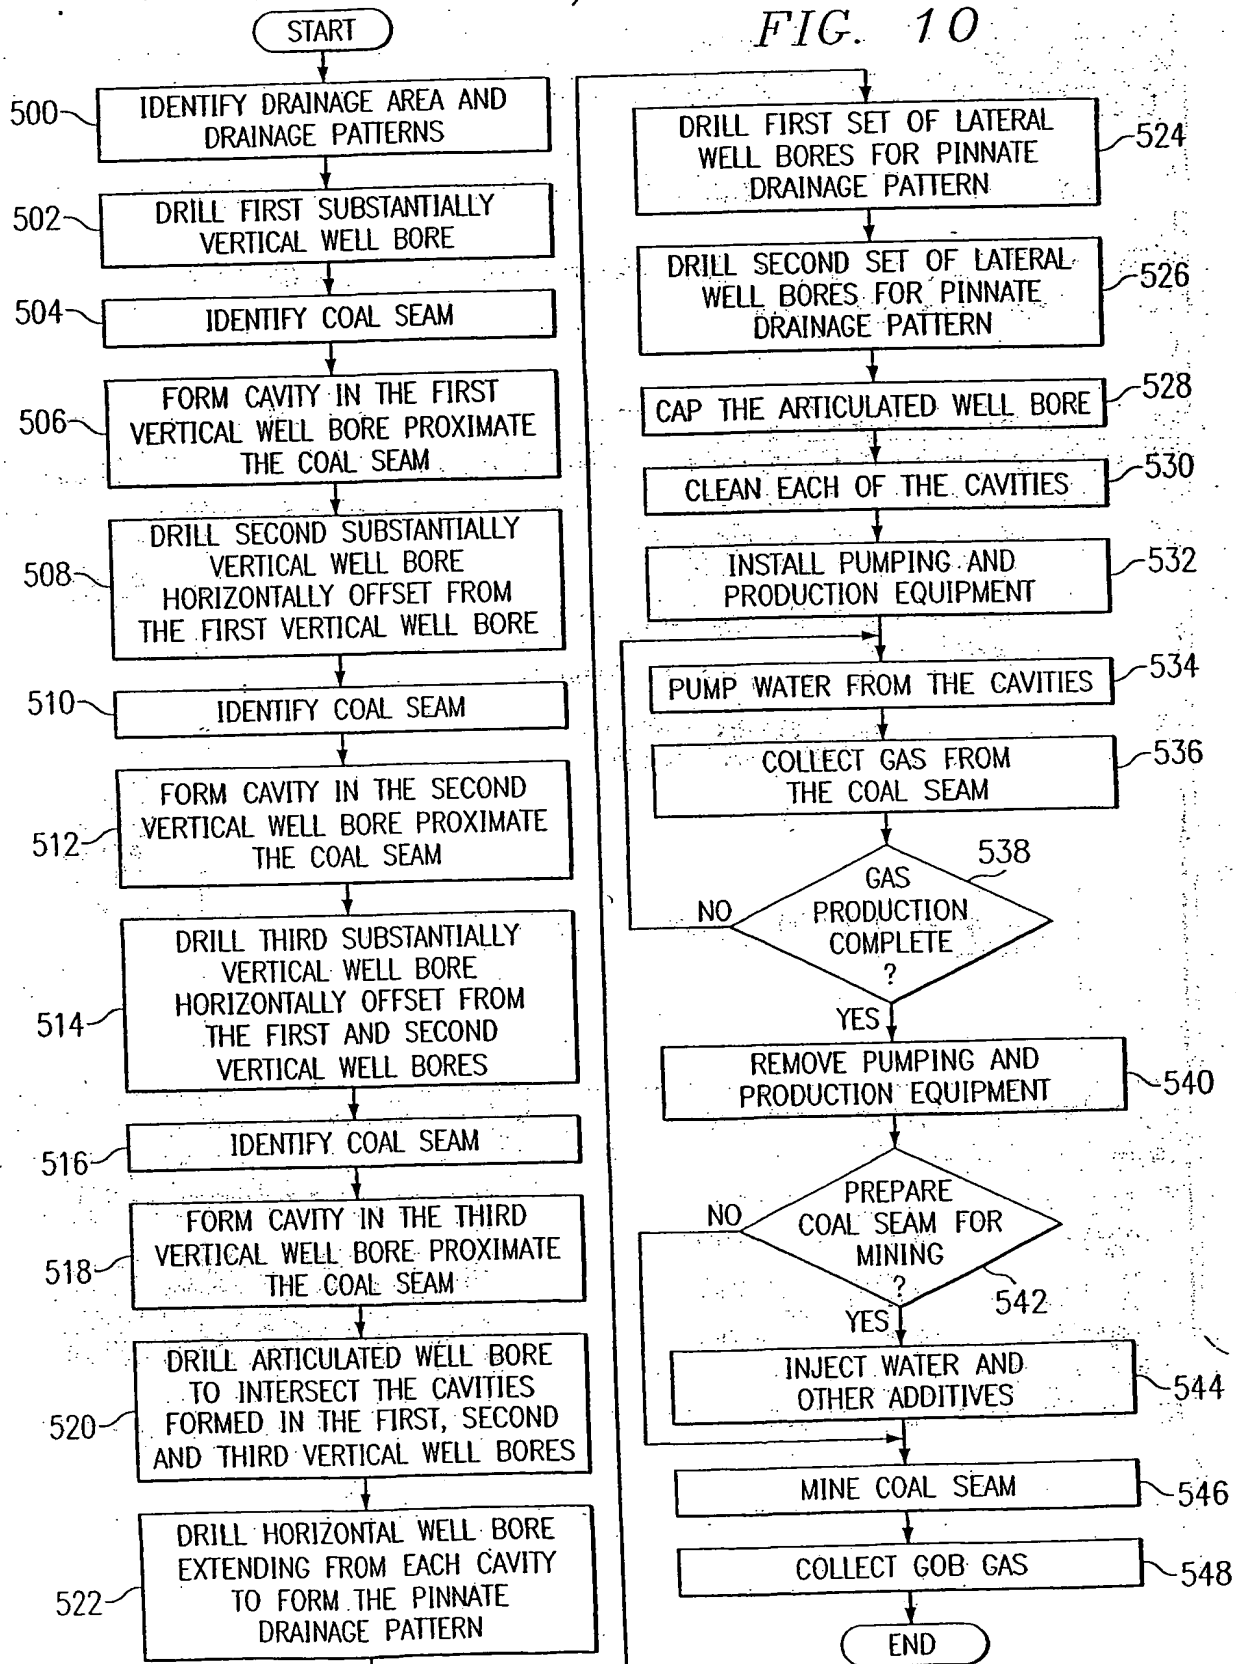 FIG. 10
START
500
IDENTIFY DRAINAGE AREA AND
DRAINAGE PATTERNS
502
DRILL FIRST SUBSTANTIALLY
VERTICAL WELL BORE
504
IDENTIFY COAL SEAM
506
FORM CAVITY IN THE FIRST
VERTICAL WELL BORE PROXIMATE
THE COAL SEAM
508
DRILL SECOND SUBSTANTIALLY
VERTICAL WELL BORE
HORIZONTALLY OFFSET FROM
THE FIRST VERTICAL WELL BORE
510
IDENTIFY COAL SEAM
512
FORM CAVITY IN THE SECOND
VERTICAL WELL BORE PROXIMATE
THE COAL SEAM
514
DRILL THIRD SUBSTANTIALLY
VERTICAL WELL BORE
HORIZONTALLY OFFSET FROM
THE FIRST AND SECOND
VERTICAL WELL BORES
516
IDENTIFY COAL SEAM
518
FORM CAVITY IN THE THIRD
VERTICAL WELL BORE PROXIMATE
THE COAL SEAM
520
DRILL ARTICULATED WELL BORE
TO INTERSECT THE CAVITIES
FORMED IN THE FIRST, SECOND
AND THIRD VERTICAL WELL BORES
522
DRILL HORIZONTAL WELL BORE
EXTENDING FROM EACH CAVITY
TO FORM THE PINNATE
DRAINAGE PATTERN
DRILL FIRST SET OF LATERAL
WELL BORES FOR PINNATE
DRAINAGE PATTERN
524
DRILL SECOND SET OF LATERAL
WELL BORES FOR PINNATE
DRAINAGE PATTERN
526
CAP THE ARTICULATED WELL BORE
528
CLEAN EACH OF THE CAVITIES
530
INSTALL PUMPING AND
PRODUCTION EQUIPMENT
532
PUMP WATER FROM THE CAVITIES
534
COLLECT GAS FROM
THE COAL SEAM
536
538
GAS
PRODUCTION
COMPLETE
?
NO
YES
REMOVE PUMPING AND
PRODUCTION EQUIPMENT
540
PREPARE
COAL SEAM FOR
MINING
?
NO
542
YES
INJECT WATER AND
OTHER ADDITIVES
544
MINE COAL SEAM
546
COLLECT GOB GAS
548
END